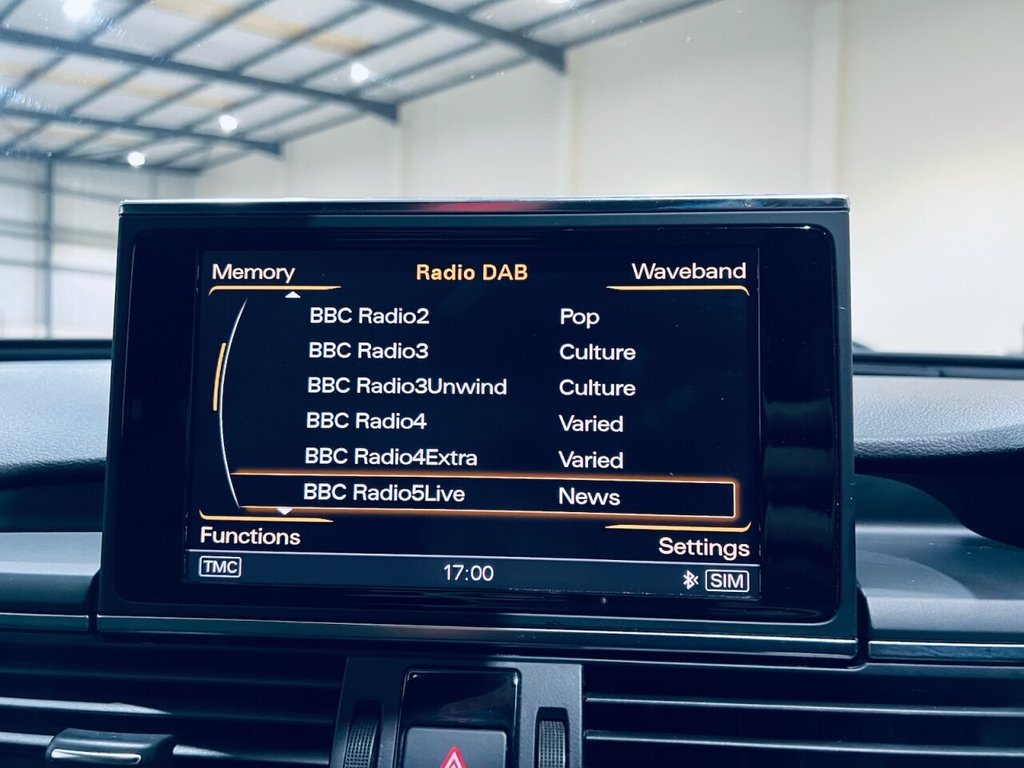 Memory Radio DAB Waveband
BBC Radio2 Pop
BBC Radio3 Culture
BBC Radio3Unwind Culture
BBC Radio4 Varied
BBC Radio4Extra Varied
BBC Radio5Live News
Functions Settings
TMC 17:00 SIM